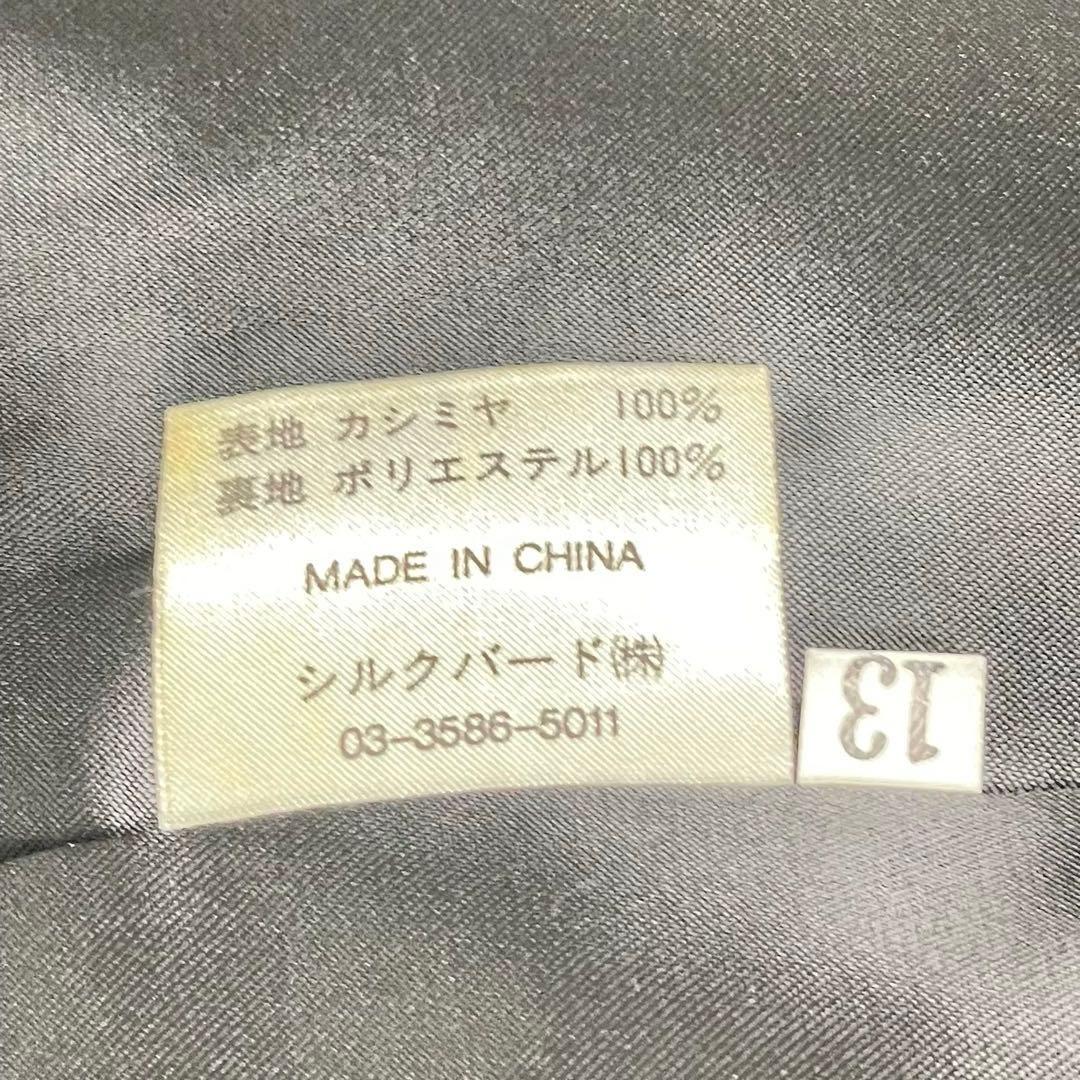 表地 カシミヤ 100%
裏地 ポリエステル100%
MADE IN CHINA
シルクバード(株)
03-3586-5011
13